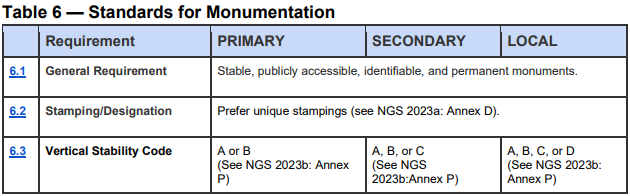 Table 6 — Standards for Monumentation
Requirement PRIMARY SECONDARY LOCAL
6.1 General Requirement Stable, publicly accessible, identifiable, and permanent monuments.
6.2 Stamping/Designation Prefer unique stampings (see NGS 2023a: Annex D).
6.3 Vertical Stability Code A or B A, B, or C A, B, C, or D
(See NGS 2023b: Annex (See NGS (See NGS 2023b:
P) 2023b:Annex P) Annex P)